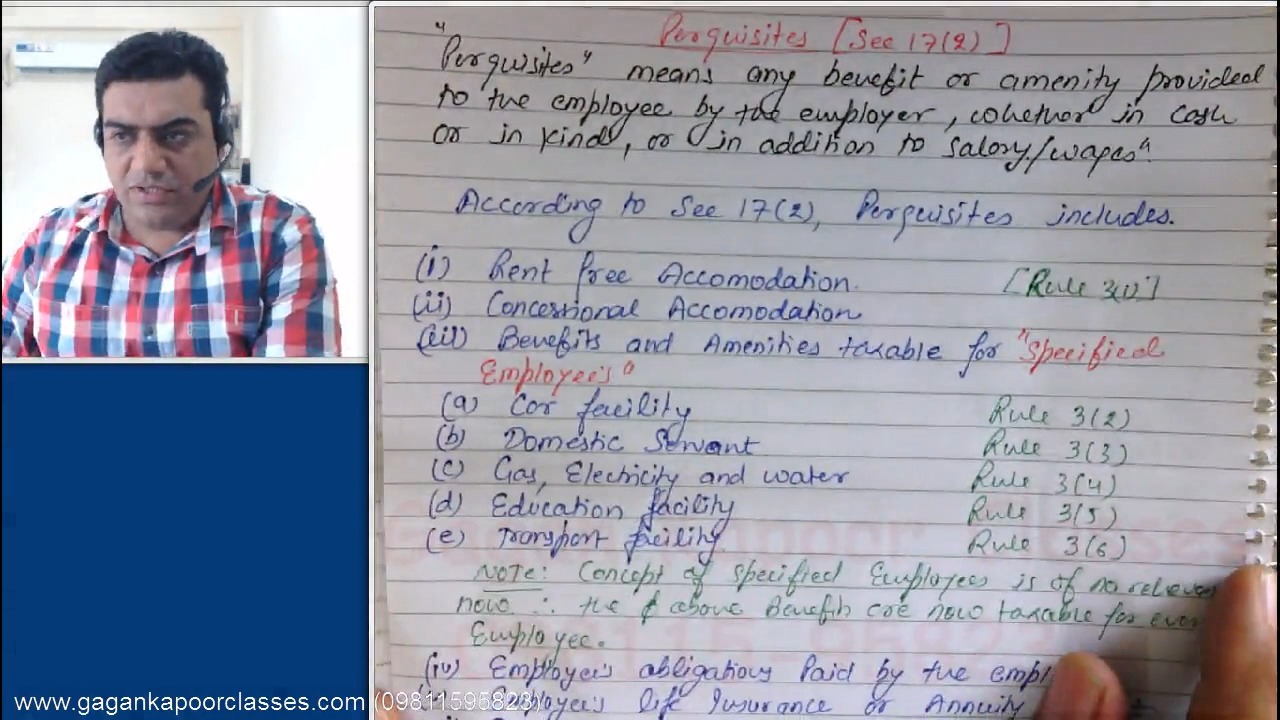 Perquisites [Sec 17(2)]
"Perquisites" means any benefit or amenity provided
to the employee by the employer, whether in cash
or in kind, or in addition to salary/wages".
According to Sec 17(2), Perquisites includes.
(i) Rent free Accomodation. [Rule 3(1)]
(ii) Concessional Accomodation
(iii) Benefits and Amenities taxable for "Specified
Employee's"
(a) Car facility Rule 3(2)
(b) Domestic Servant Rule 3(3)
(c) Gas, Electricity and water Rule 3(4)
(d) Education facility Rule 3(5)
(e) Transport facility. Rule 3(6)
NOTE: Concept of specified Employees is of no
now ∴ the above Benefits are now taxable for
Employee.
(iv) Employee's obligations Paid by the
Employee's life Insurance or Annuity
www.gagankapoorclasses.com (09811595823)